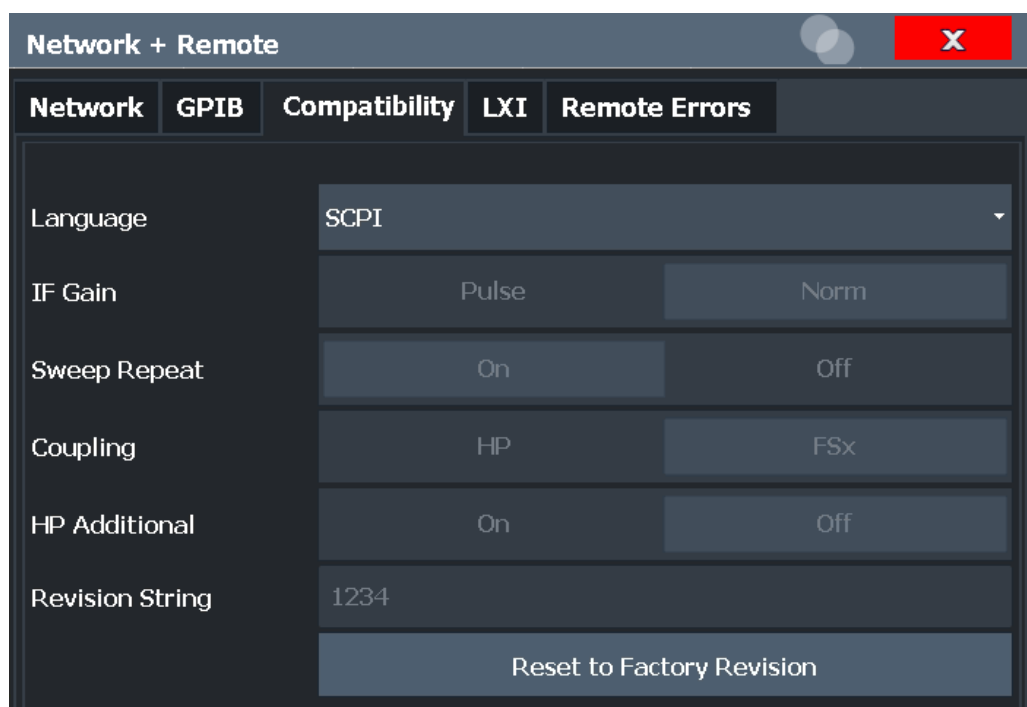 Network + Remote X
Network GPIB Compatibility LXI Remote Errors
Language SCPI
IF Gain Pulse Norm
Sweep Repeat On Off
Coupling HP FSx
HP Additional On Off
Revision String 1234
Reset to Factory Revision